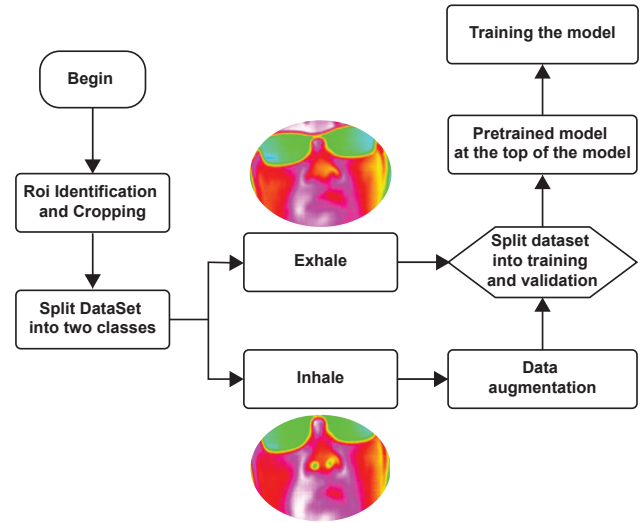 Begin
Roi Identification
and Cropping
Split DataSet
into two classes
Exhale
Inhale
Data
augmentation
Split dataset
into training
and validation
Pretrained model
at the top of the model
Training the model